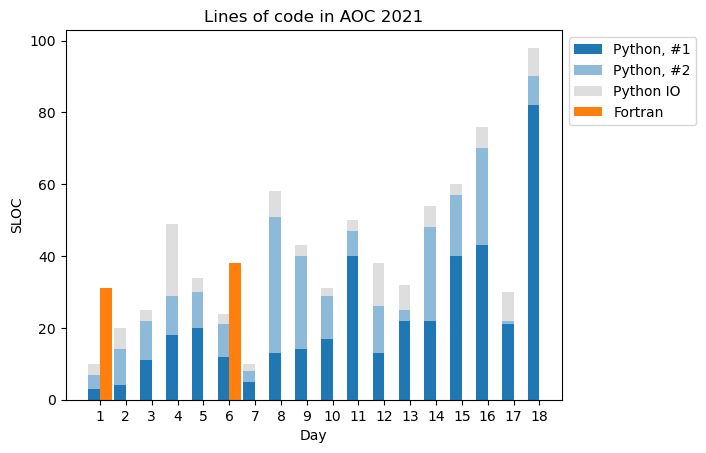 Lines of code in AOC 2021
100
80
60
40
20
0
SLOC
1 2 3 4 5 6 7 8 9 10 11 12 13 14 15 16 17 18
Day
Python, #1
Python, #2
Python IO
Fortran